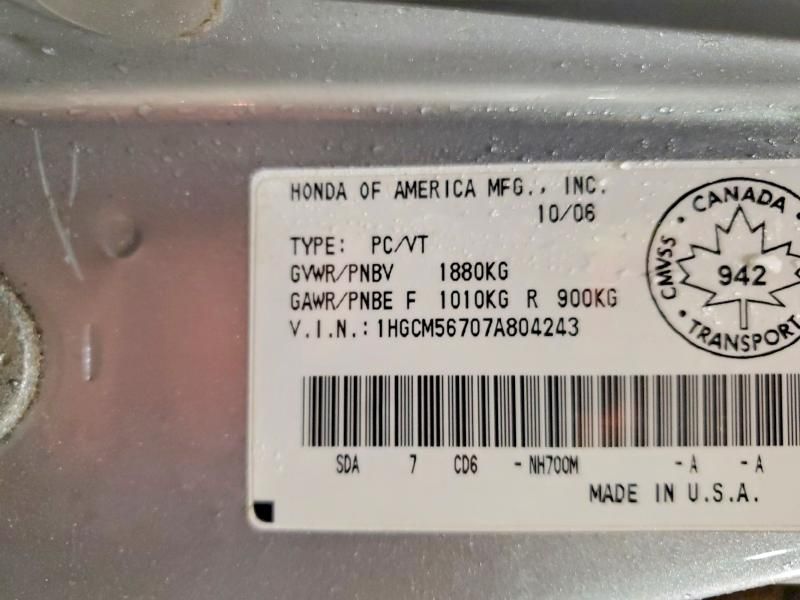 HONDA OF AMERICA MFG., INC.
10/06
TYPE: PC/VT
GVWR/PNBV 1880KG
GAWR/PNBE F 1010KG R 900KG
V.I.N.: 1HGCM56707A804243
CANADA
CMVSS
942
TRANSPORT
SDA 7 CD6 - NH700M - A - A
MADE IN U.S.A.